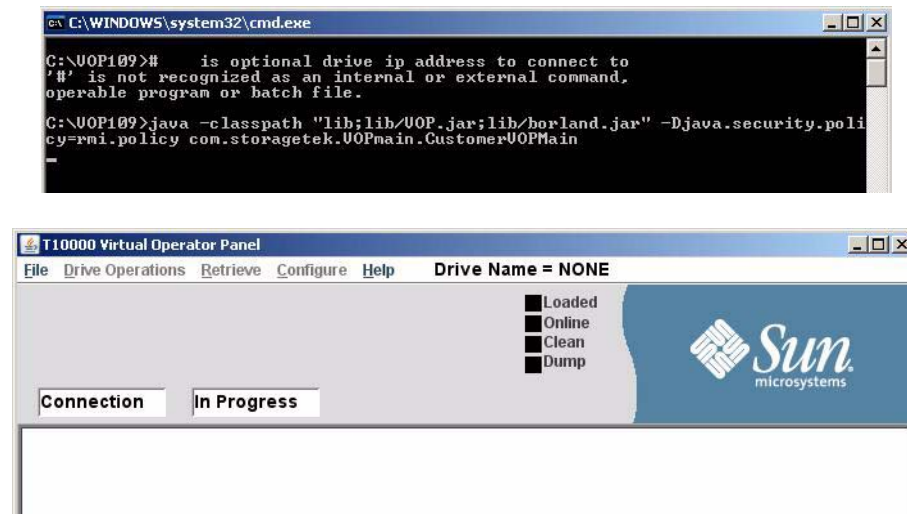 C:\WINDOWS\system32\cmd.exe
C:\VOP109>#    is optional drive ip address to connect to
'#' is not recognized as an internal or external command,
operable program or batch file.
C:\VOP109>java -classpath "lib;lib/VOP.jar;lib/borland.jar" -Djava.security.poli
cy=rmi.policy com.storagetek.VOPmain.CustomerVOPMain
T10000 Virtual Operator Panel
File Drive Operations Retrieve Configure Help Drive Name = NONE
Loaded
Online
Clean
Dump
Sun
microsystems
Connection In Progress